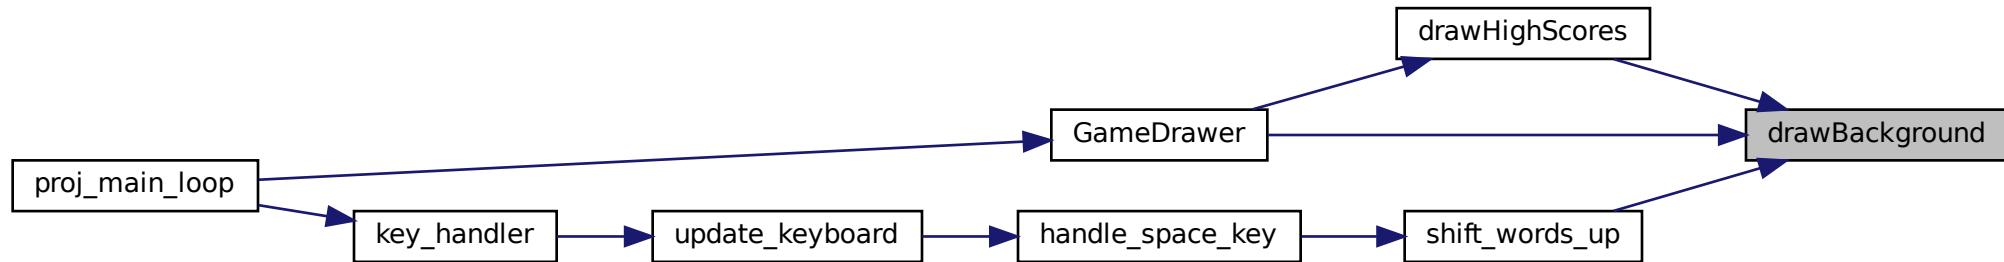 drawHighScores
GameDrawer
drawBackground
proj_main_loop
key_handler
update_keyboard
handle_space_key
shift_words_up